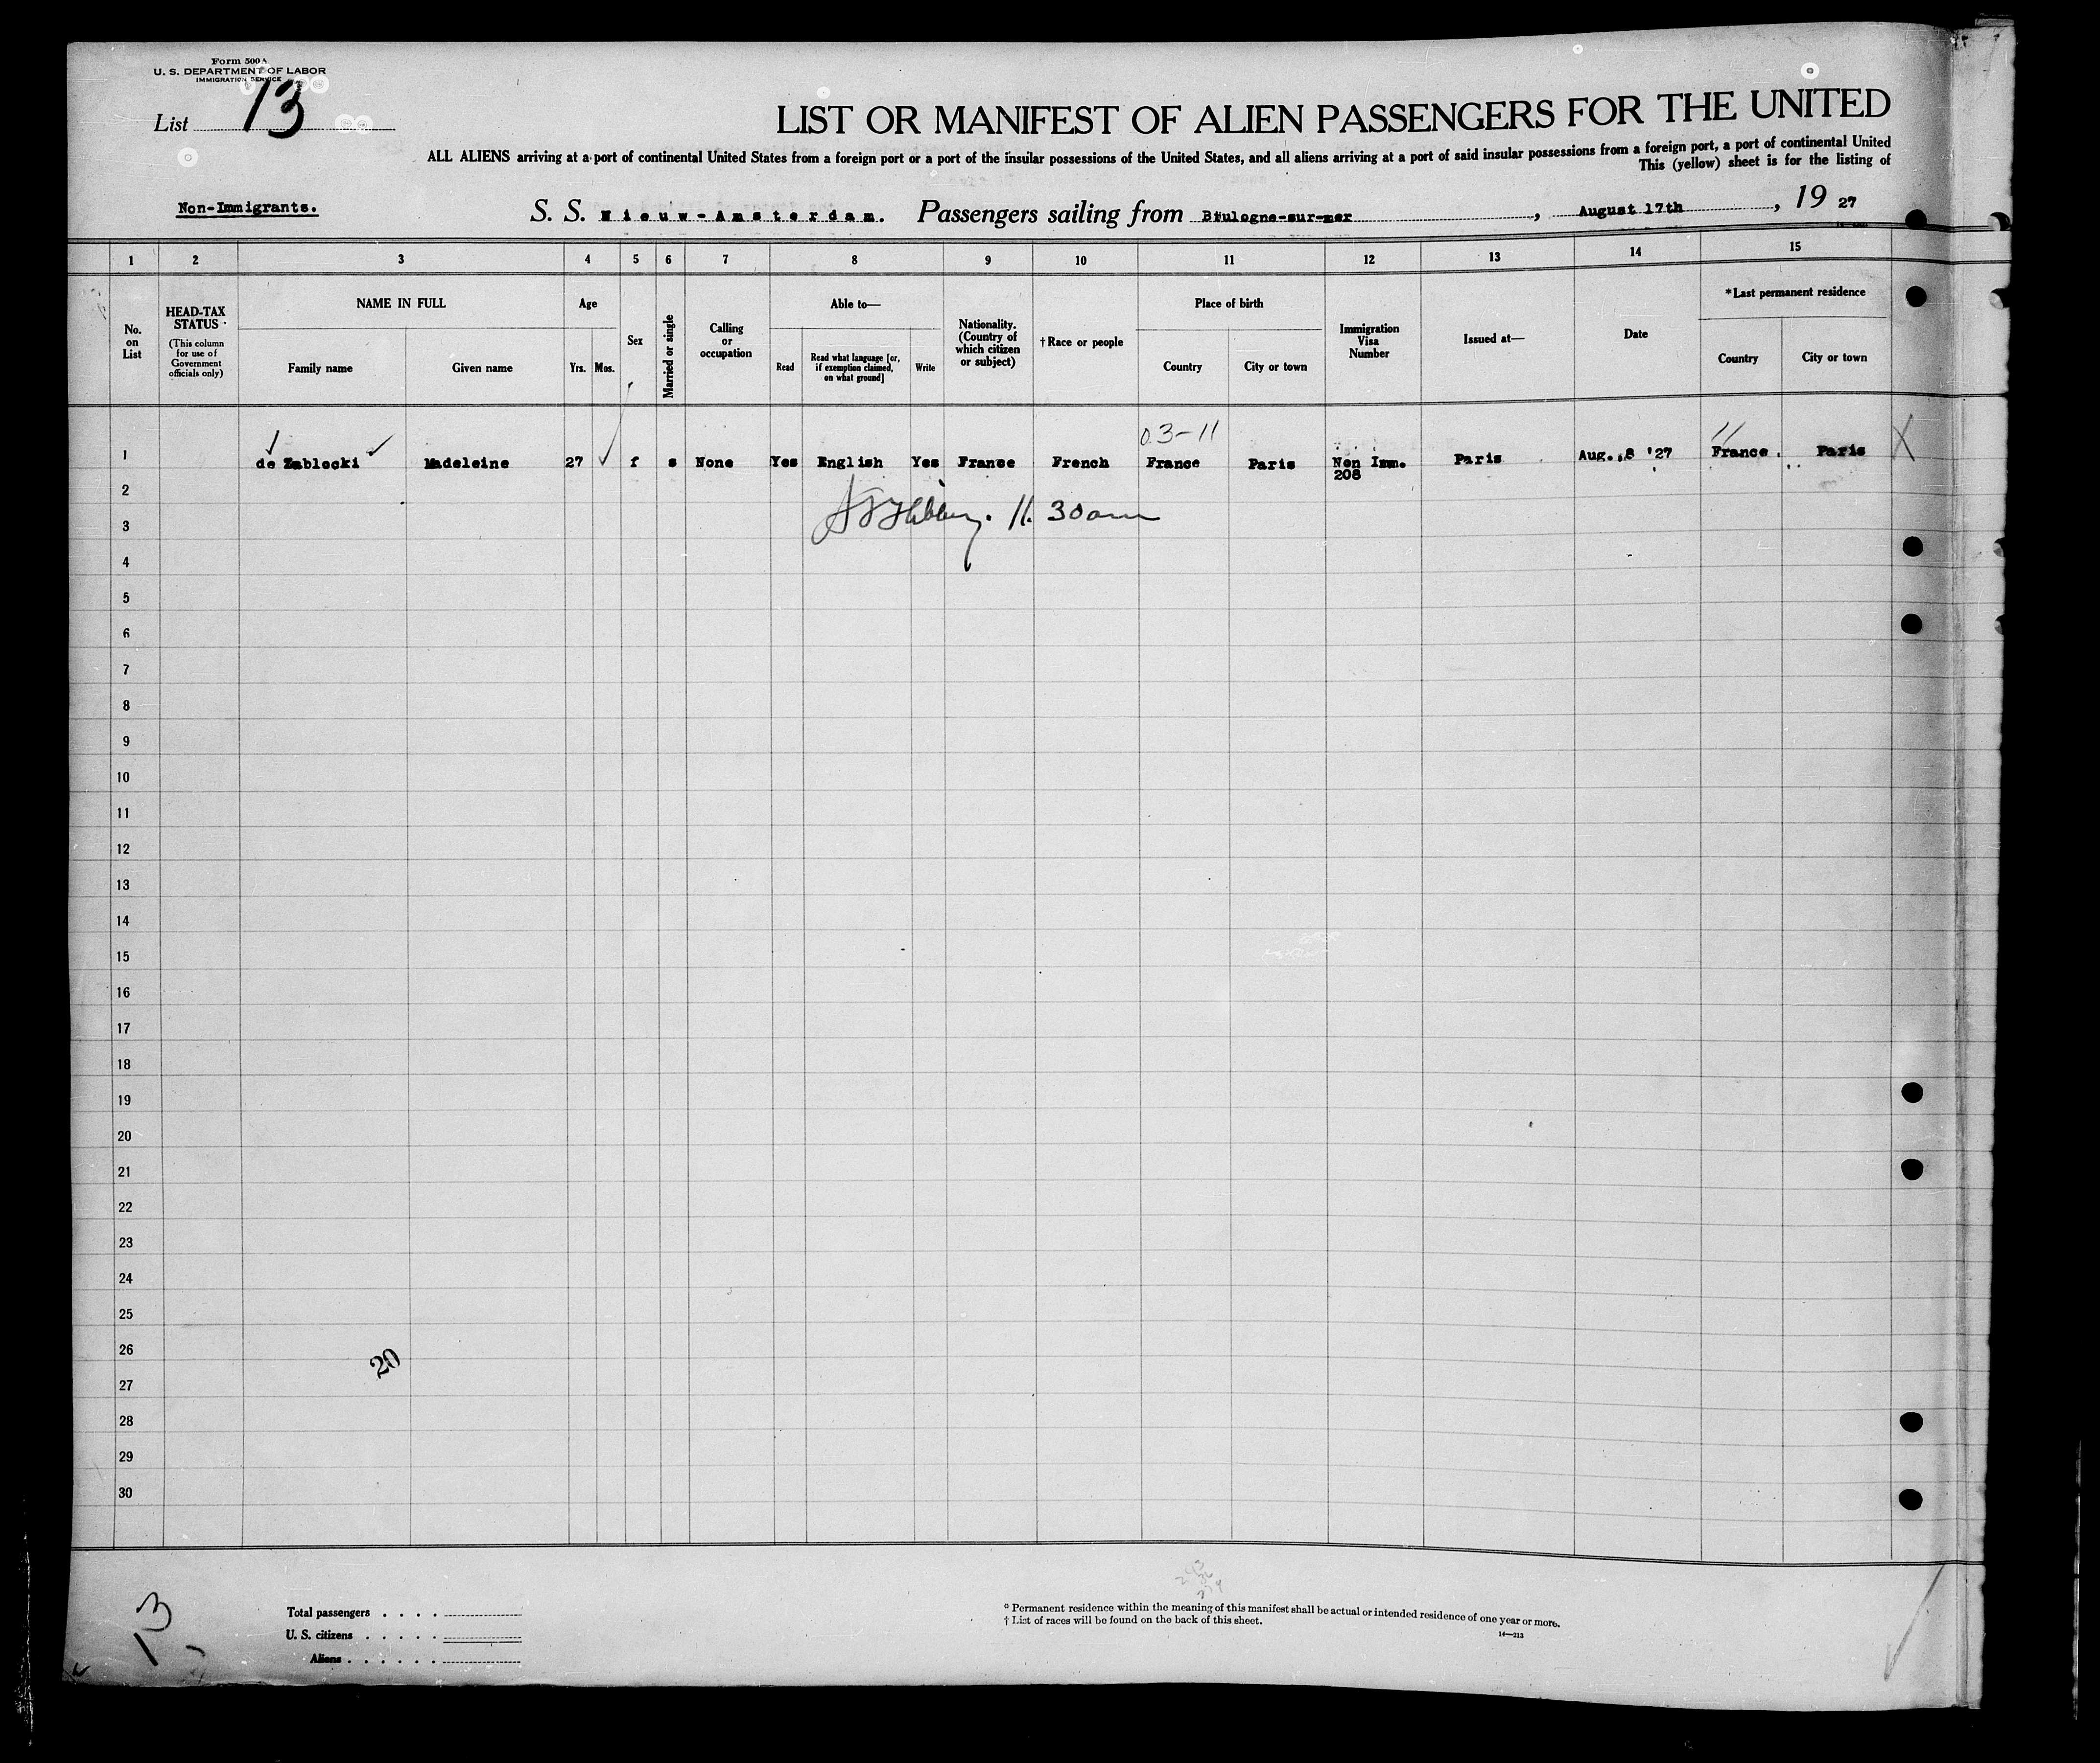 Form 500A
U. S. DEPARTMENT OF LABOR
IMMIGRATION SERVICE
List 13
LIST OR MANIFEST OF ALIEN PASSENGERS FOR THE UNITED
ALL ALIENS arriving at a port of continental United States from a foreign port or a port of the insular possessions of the United States, and all aliens arriving at a port of said insular possessions from a foreign port, a port of continental United
This (yellow) sheet is for the listing of
Non-Immigrants. S. S. Nieuw-Amsterdam. Passengers sailing from Boulogne-sur-mer, August 17th, 19 27
1 2 3 4 5 6 7 8 9 10 11 12 13 14 15
No. on List
HEAD-TAX STATUS
(This column for use of Government officials only)
NAME IN FULL
Family name Given name
Age
Yrs. Mos.
Sex
Married or single
Calling or occupation
Able to—
Read Read what language [or, if exemption claimed, on what ground] Write
Nationality. (Country of which citizen or subject)
†Race or people
Place of birth
Country City or town
Immigration Visa Number
Issued at—
Date
*Last permanent residence
Country City or town
03-11 11
1 de Zablocki Madeleine 27 f s None Yes English Yes France French France Paris Non Imm. Paris Aug. 8 '27 France. Paris X
208
2
11. 30am
3
4
5
6
7
8
9
10
11
12
13
14
15
16
17
18
19
20
21
22
23
24
25
26
20
27
28
29
30
13
Total passengers . . . .
U. S. citizens . . . . .
Aliens . . . . . .
* Permanent residence within the meaning of this manifest shall be actual or intended residence of one year or more.
† List of races will be found on the back of this sheet.
14—213